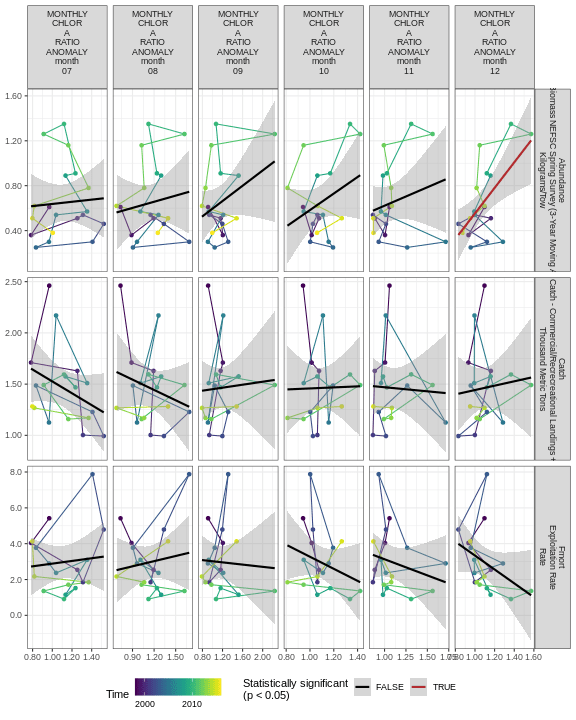 MONTHLY CHLOR A RATIO ANOMALY month 07
MONTHLY CHLOR A RATIO ANOMALY month 08
MONTHLY CHLOR A RATIO ANOMALY month 09
MONTHLY CHLOR A RATIO ANOMALY month 10
MONTHLY CHLOR A RATIO ANOMALY month 11
MONTHLY CHLOR A RATIO ANOMALY month 12
1.60
1.20
0.80
0.40
Abundance
iomass NEFSC Spring Survey (3-Year Moving
Kilograms/Tow
2.50
2.00
1.50
1.00
Catch
Catch - Commercial/Recreational Landings +
Thousand Metric Tons
8.0
6.0
4.0
2.0
0.0
Fmort
Exploitation Rate
Rate
0.80 1.00 1.20 1.40
0.90 1.20 1.50
0.80 1.20 1.60 2.00
0.80 1.00 1.20 1.40
1.00 1.25 1.50
1.00 1.20 1.40 1.60
Time
2000 2010
Statistically significant
(p < 0.05)
FALSE TRUE